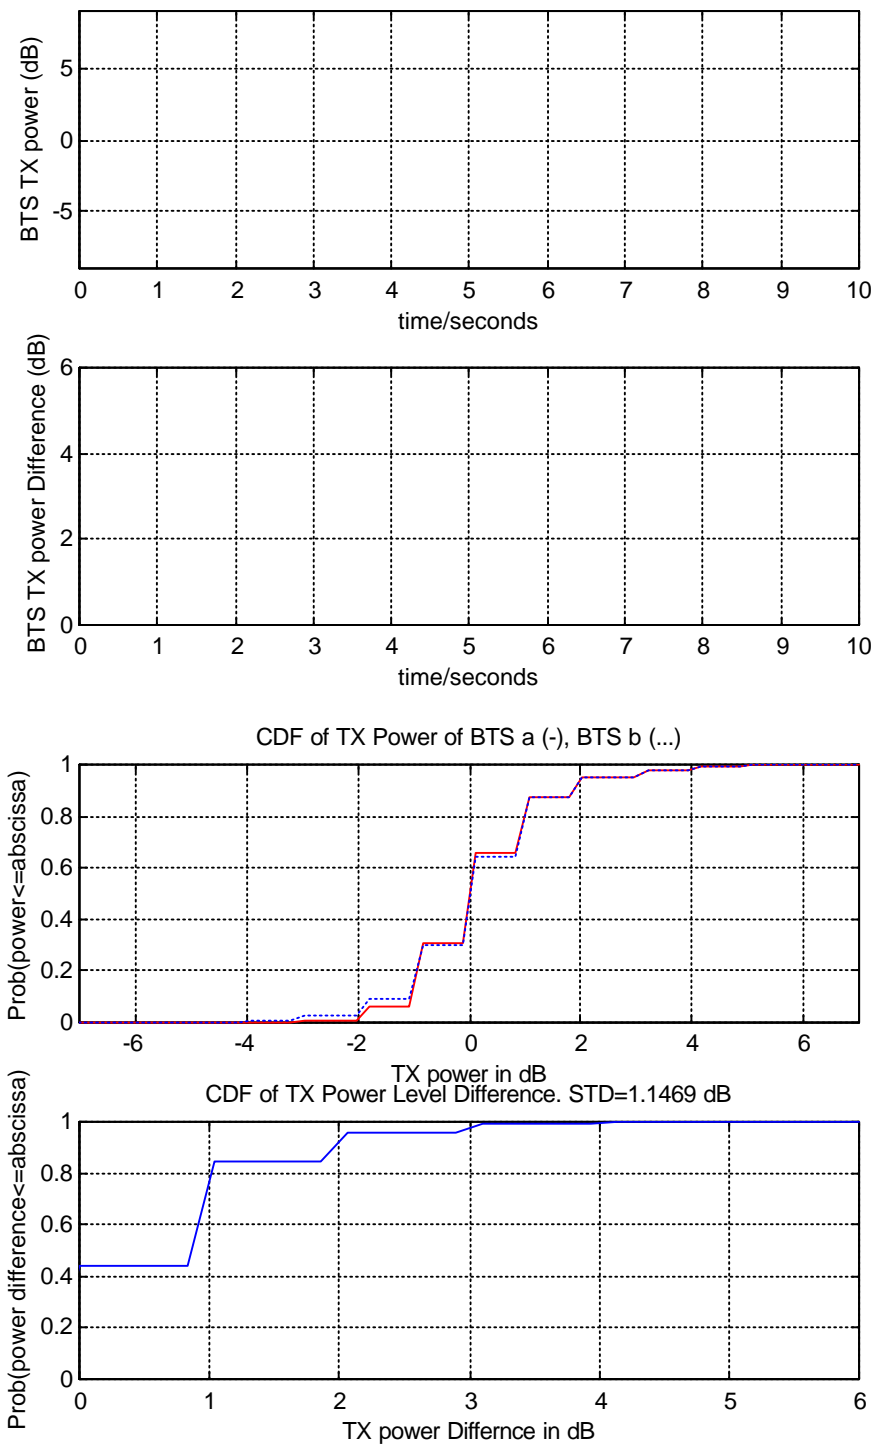 BTS TX power (dB)
5
0
-5
0 1 2 3 4 5 6 7 8 9 10
time/seconds
BTS TX power Difference (dB)
6
4
2
0
0 1 2 3 4 5 6 7 8 9 10
time/seconds
CDF of TX Power of BTS a (-), BTS b (...)
Prob(power<=abscissa)
1
0.8
0.6
0.4
0.2
0
-6 -4 -2 0 2 4 6
TX power in dB
CDF of TX Power Level Difference. STD=1.1469 dB
Prob(power difference<=abscissa)
1
0.8
0.6
0.4
0.2
0
0 1 2 3 4 5 6
TX power Differnce in dB